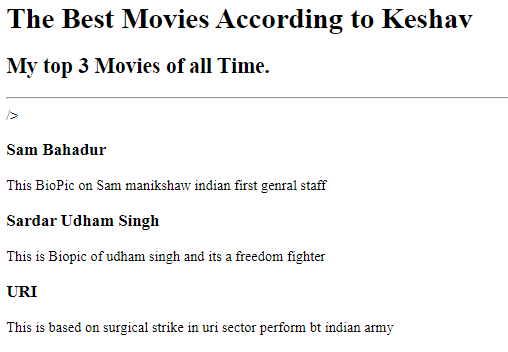 The Best Movies According to Keshav
My top 3 Movies of all Time.
/>
Sam Bahadur
This BioPic on Sam manikshaw indian first genral staff
Sardar Udham Singh
This is Biopic of udham singh and its a freedom fighter
URI
This is based on surgical strike in uri sector perform bt indian army